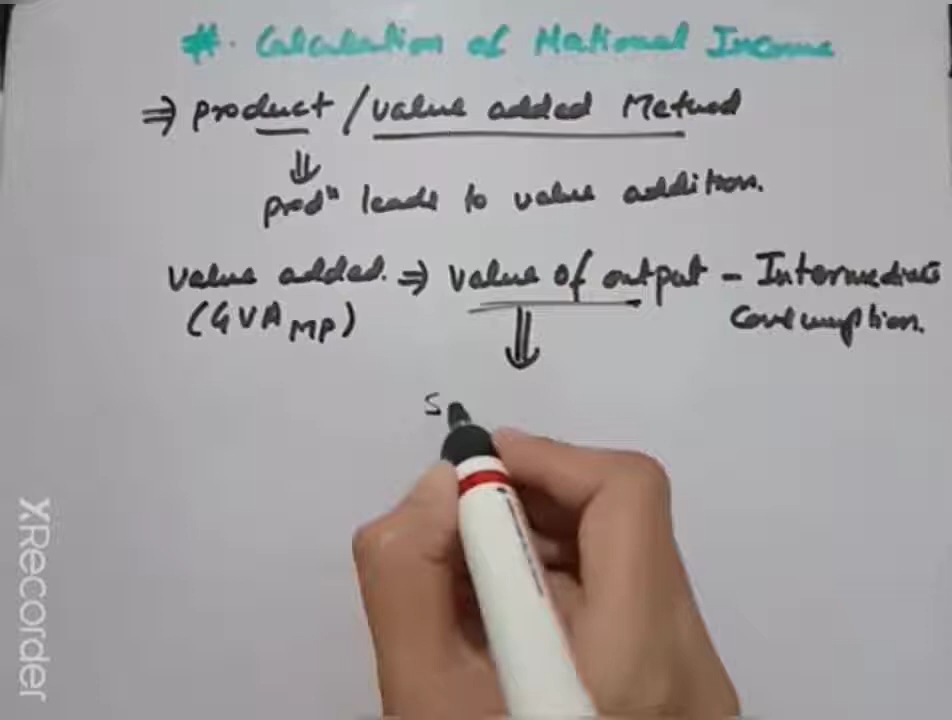 #. Calculation of National Income
⇒ product / value added Method
⇓
prodⁿ leads to value addition.
value added. ⇒ value of output - Intermediate
(GVA MP) Consumption.
⇓
S
XRecorder